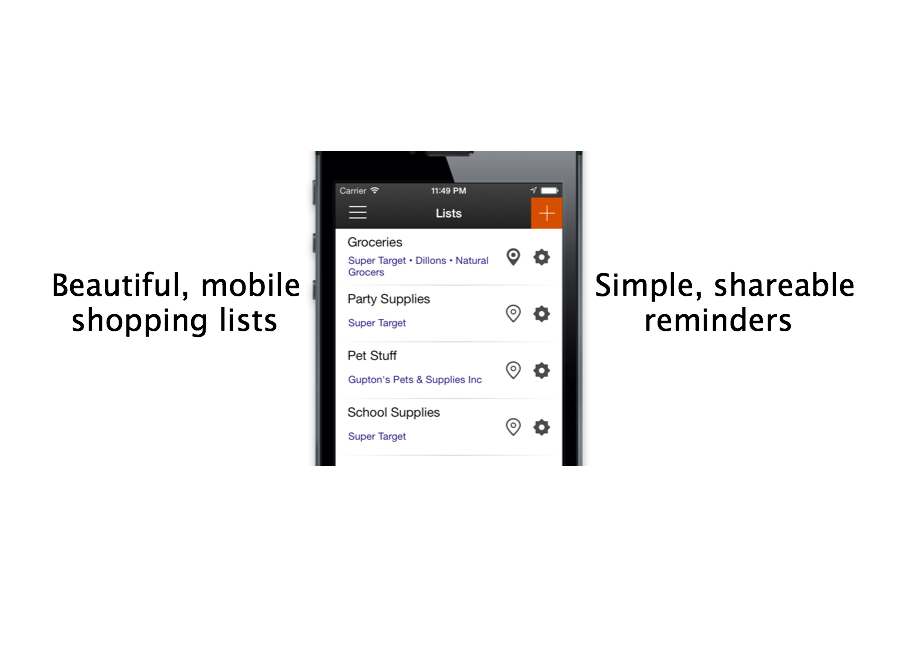 Beautiful, mobile
shopping lists
Carrier 11:49 PM
Lists
Groceries
Super Target • Dillons • Natural
Grocers
Party Supplies
Super Target
Pet Stuff
Gupton's Pets & Supplies Inc
School Supplies
Super Target
Simple, shareable
reminders